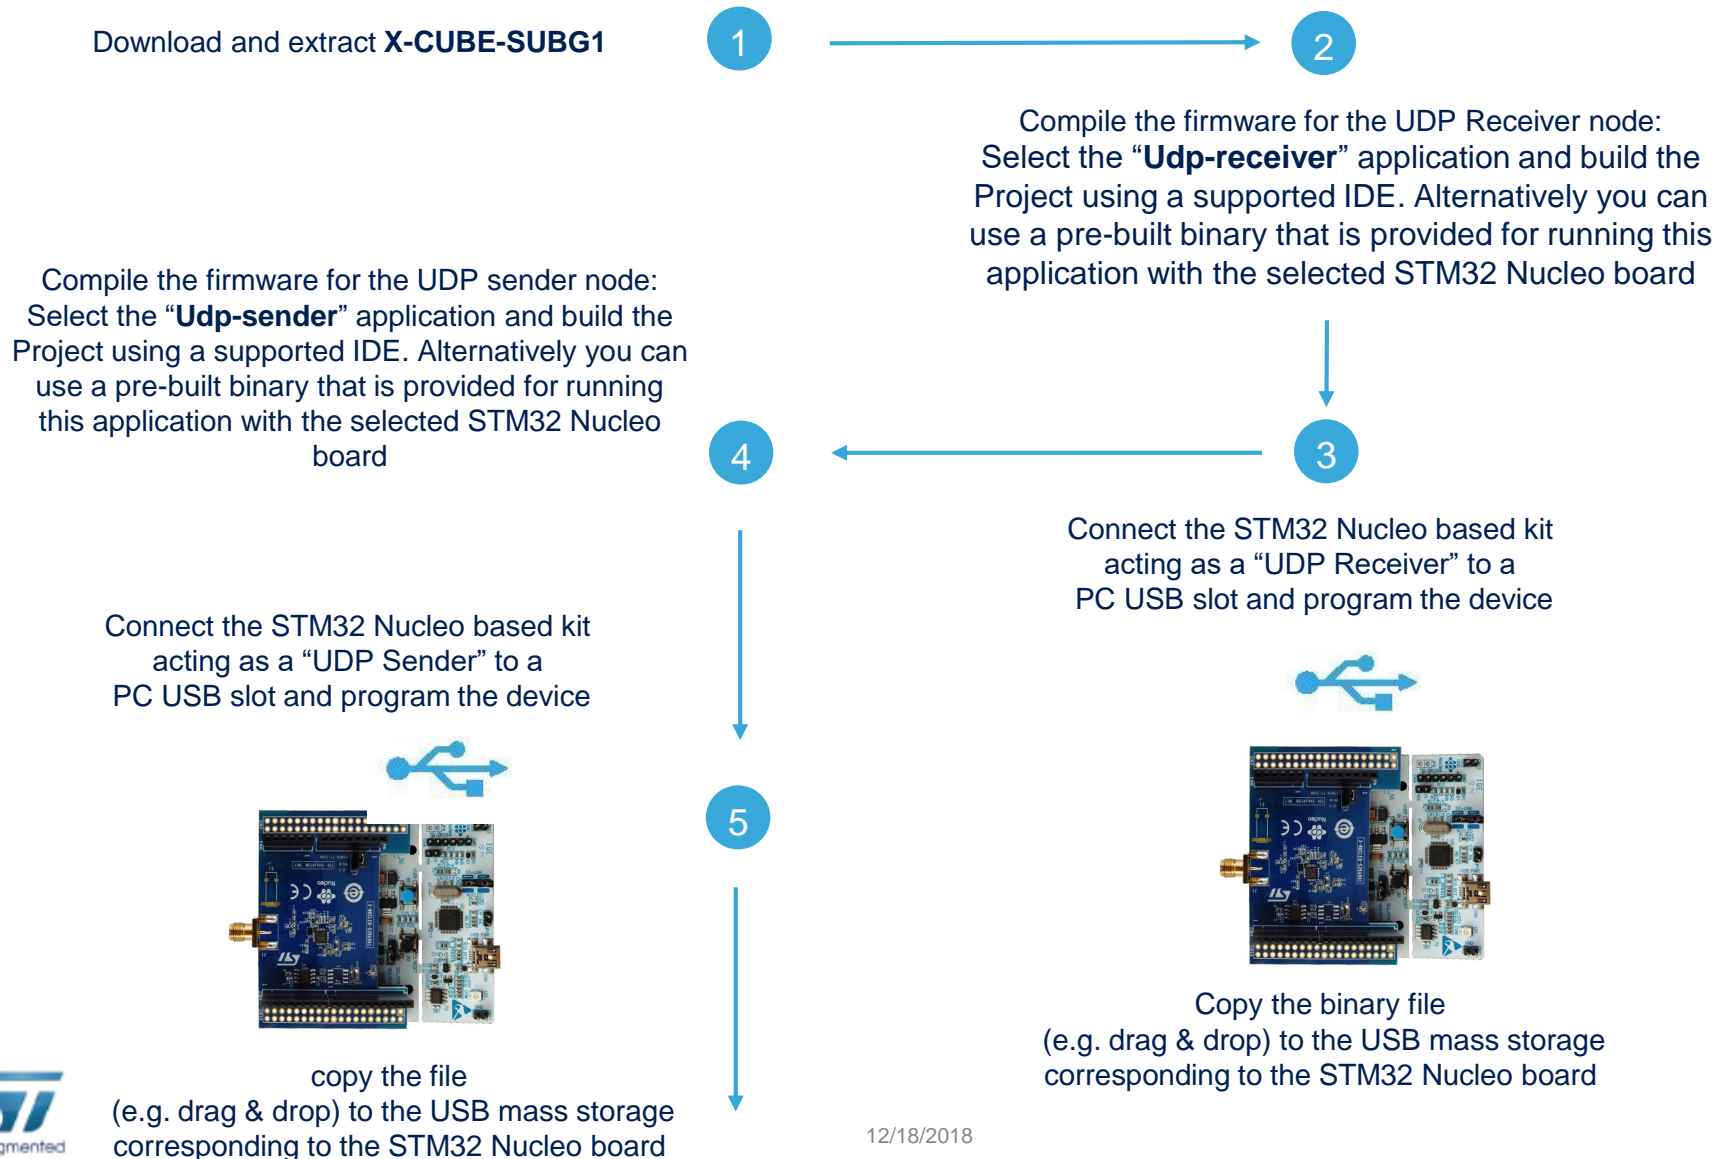 Download and extract X-CUBE-SUBG1
1
2
Compile the firmware for the UDP Receiver node:
Select the “Udp-receiver” application and build the
Project using a supported IDE. Alternatively you can
use a pre-built binary that is provided for running this
application with the selected STM32 Nucleo board
3
Connect the STM32 Nucleo based kit
acting as a “UDP Receiver” to a
PC USB slot and program the device
Copy the binary file
(e.g. drag & drop) to the USB mass storage
corresponding to the STM32 Nucleo board
Compile the firmware for the UDP sender node:
Select the “Udp-sender” application and build the
Project using a supported IDE. Alternatively you can
use a pre-built binary that is provided for running
this application with the selected STM32 Nucleo
board
4
Connect the STM32 Nucleo based kit
acting as a “UDP Sender” to a
PC USB slot and program the device
5
Nucleo
Nucleo
copy the file
(e.g. drag & drop) to the USB mass storage
corresponding to the STM32 Nucleo board
12/18/2018
gmented